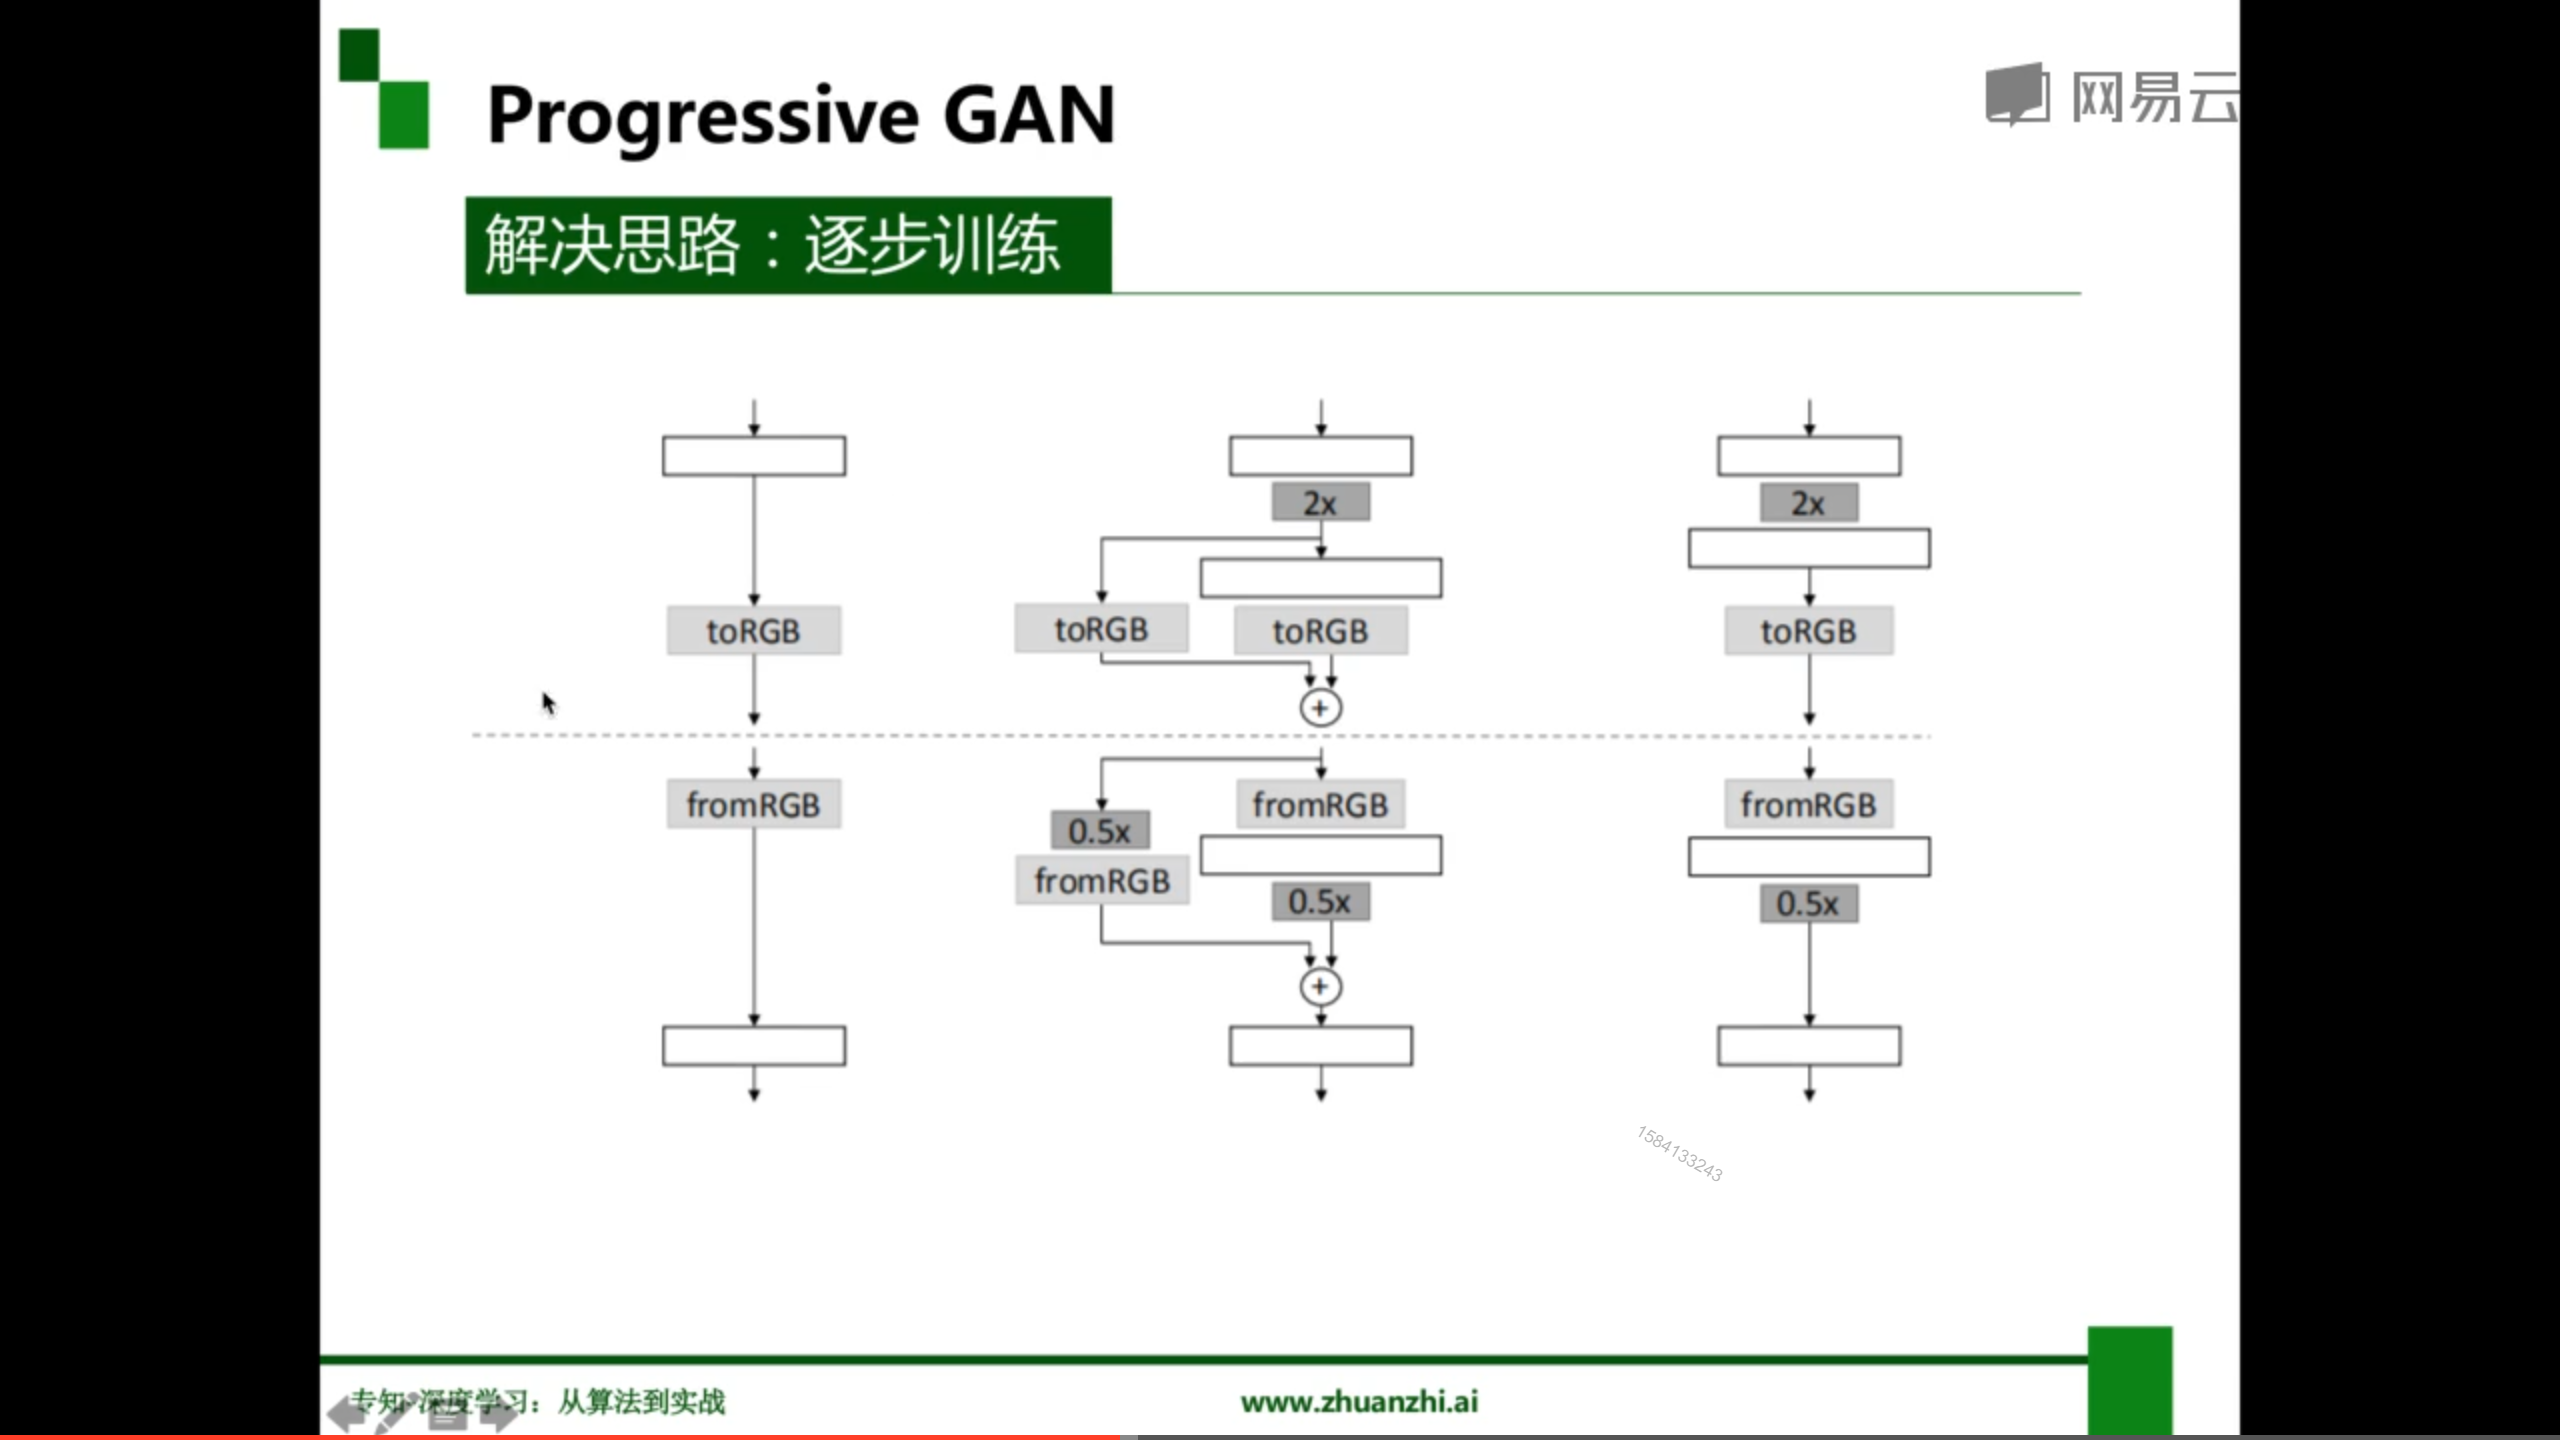 Progressive GAN
网易云
解决思路：逐步训练
2x
2x
toRGB
toRGB
toRGB
toRGB
+
fromRGB
fromRGB
fromRGB
0.5x
fromRGB
0.5x
0.5x
+
1584133243
专知·深度学习：从算法到实战
www.zhuanzhi.ai